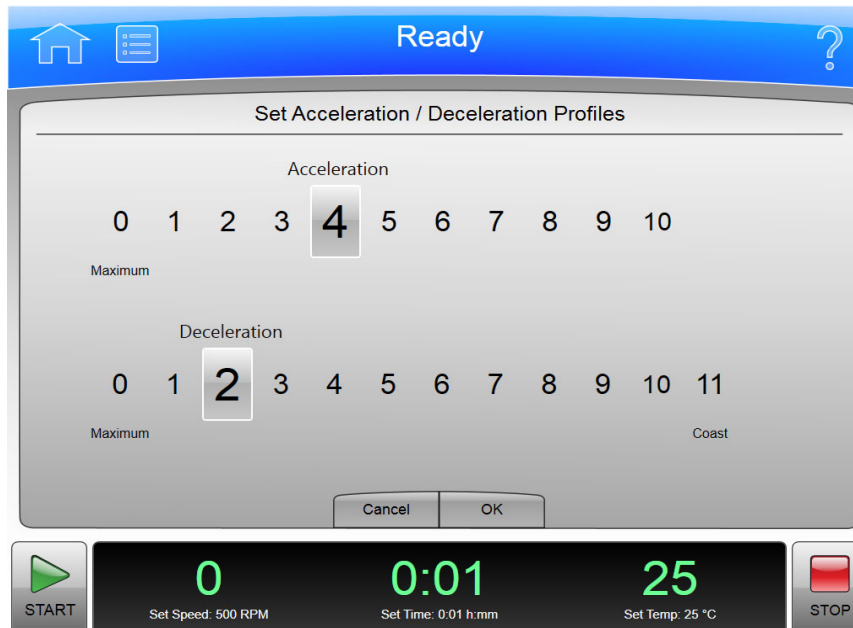 Ready
?
Set Acceleration / Deceleration Profiles
Acceleration
0 1 2 3 4 5 6 7 8 9 10
Maximum
Deceleration
0 1 2 3 4 5 6 7 8 9 10 11
Maximum Coast
Cancel OK
0 0:01 25
START Set Speed: 500 RPM Set Time: 0:01 h:mm Set Temp: 25 °C STOP